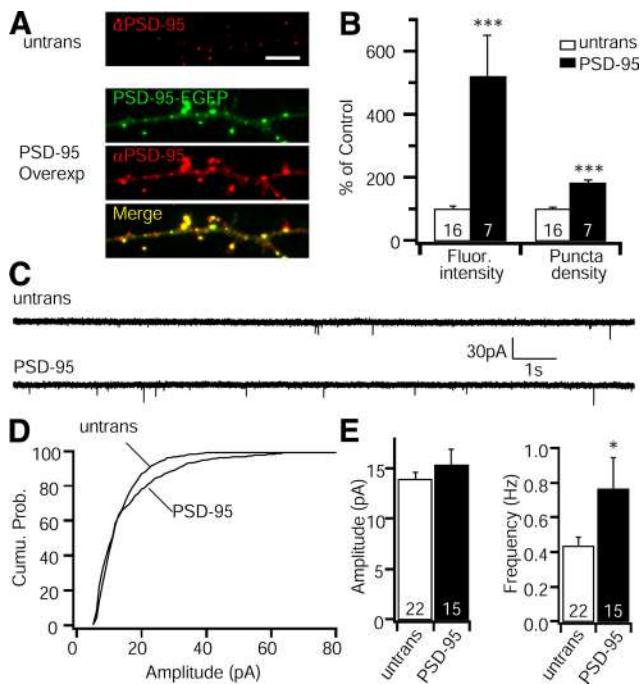 A
untrans
αPSD-95
PSD-95
Overexp
PSD-95-EGFP
αPSD-95
Merge
B
% of Control
600
400
200
0
***
***
untrans
PSD-95
16
7
16
7
Fluor.
intensity
Puncta
density
C
untrans
30pA
1s
PSD-95
D
untrans
PSD-95
Cumu. Prob.
100
80
60
40
20
0
0
20
40
60
80
Amplitude (pA)
E
Amplitude (pA)
15
10
5
0
22
15
untrans
PSD-95
Frequency (Hz)
1.0
0.8
0.6
0.4
0.2
0.0
*
22
15
untrans
PSD-95